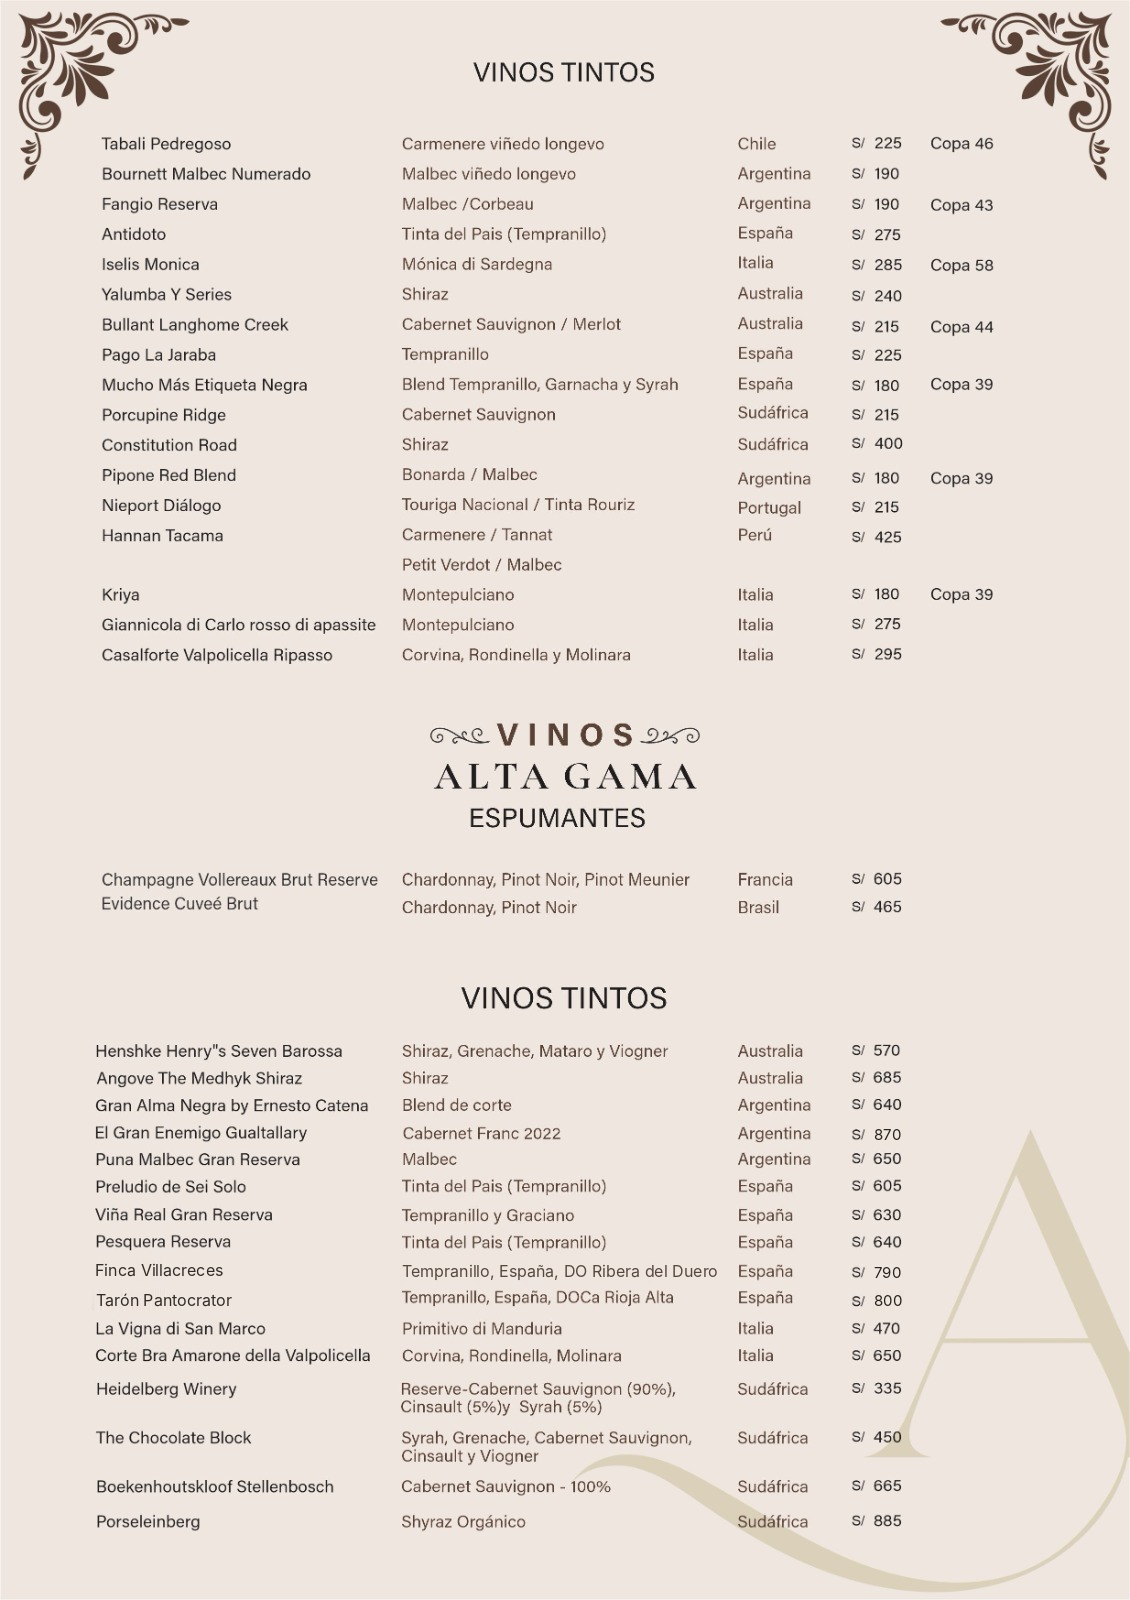 VINOS TINTOS
Tabali Pedregoso Carmenere viñedo longevo Chile S/ 225 Copa 46
Bournett Malbec Numerado Malbec viñedo longevo Argentina S/ 190
Fangio Reserva Malbec /Corbeau Argentina S/ 190 Copa 43
Antidoto Tinta del Pais (Tempranillo) España S/ 275
Iselis Monica Mónica di Sardegna Italia S/ 285 Copa 58
Yalumba Y Series Shiraz Australia S/ 240
Bullant Langhome Creek Cabernet Sauvignon / Merlot Australia S/ 215 Copa 44
Pago La Jaraba Tempranillo España S/ 225
Mucho Más Etiqueta Negra Blend Tempranillo, Garnacha y Syrah España S/ 180 Copa 39
Porcupine Ridge Cabernet Sauvignon Sudáfrica S/ 215
Constitution Road Shiraz Sudáfrica S/ 400
Pipone Red Blend Bonarda / Malbec Argentina S/ 180 Copa 39
Nieport Diálogo Touriga Nacional / Tinta Rouriz Portugal S/ 215
Hannan Tacama Carmenere / Tannat Perú S/ 425
Petit Verdot / Malbec
Kriya Montepulciano Italia S/ 180 Copa 39
Giannicola di Carlo rosso di apassite Montepulciano Italia S/ 275
Casalforte Valpolicella Ripasso Corvina, Rondinella y Molinara Italia S/ 295
VINOS
ALTA GAMA
ESPUMANTES
Champagne Vollereaux Brut Reserve Chardonnay, Pinot Noir, Pinot Meunier Francia S/ 605
Evidence Cuveé Brut Chardonnay, Pinot Noir Brasil S/ 465
VINOS TINTOS
Henshke Henry"s Seven Barossa Shiraz, Grenache, Mataro y Viogner Australia S/ 570
Angove The Medhyk Shiraz Shiraz Australia S/ 685
Gran Alma Negra by Ernesto Catena Blend de corte Argentina S/ 640
El Gran Enemigo Gualtallary Cabernet Franc 2022 Argentina S/ 870
Puna Malbec Gran Reserva Malbec Argentina S/ 650
Preludio de Sei Solo Tinta del Pais (Tempranillo) España S/ 605
Viña Real Gran Reserva Tempranillo y Graciano España S/ 630
Pesquera Reserva Tinta del Pais (Tempranillo) España S/ 640
Finca Villacreces Tempranillo, España, DO Ribera del Duero España S/ 790
Tarón Pantocrator Tempranillo, España, DOCa Rioja Alta España S/ 800
La Vigna di San Marco Primitivo di Manduria Italia S/ 470
Corte Bra Amarone della Valpolicella Corvina, Rondinella, Molinara Italia S/ 650
Heidelberg Winery Reserve-Cabernet Sauvignon (90%), Sudáfrica S/ 335
Cinsault (5%)y Syrah (5%)
The Chocolate Block Syrah, Grenache, Cabernet Sauvignon, Sudáfrica S/ 450
Cinsault y Viogner
Boekenhoutskloof Stellenbosch Cabernet Sauvignon - 100% Sudáfrica S/ 665
Porseleinberg Shyraz Orgánico Sudáfrica S/ 885
A